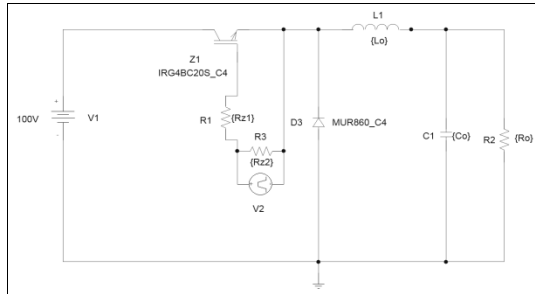 L1
{Lo}
Z1
IRG4BC20S_C4
+
100V
V1
-
R1
{Rz1}
D3
MUR860_C4
R3
{Rz2}
C1
{Co}
R2
{Ro}
V2